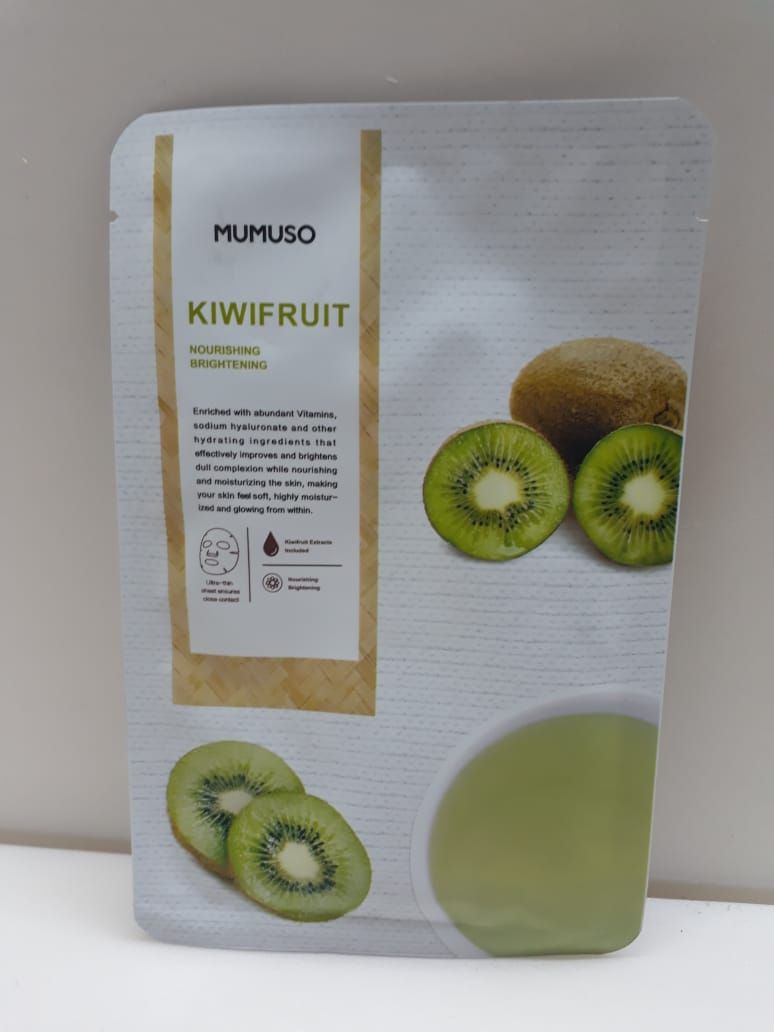 MUMUSO
KIWIFRUIT
NOURISHING
BRIGHTENING
Enriched with abundant Vitamins,
sodium hyaluronate and other
hydrating ingredients that
effectively improves and brightens
dull complexion while nourishing
and moisturizing the skin, making
your skin feel soft, highly moistur-
ized and glowing from within.
Kiwifruit Extracts
Included
Ultra-thin
sheet ensures
close contact
Nourishing
Brightening